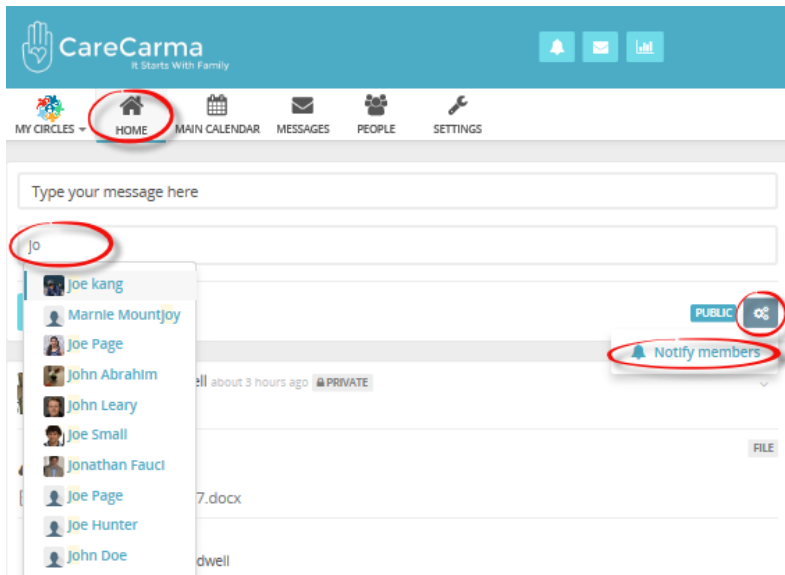 CareCarma
It Starts With Family
MY CIRCLES HOME MAIN CALENDAR MESSAGES PEOPLE SETTINGS
Type your message here
Jo
Joe kang
Marnie Mountjoy
PUBLIC
Joe Page
Notify members
John Abrahim
ell about 3 hours ago PRIVATE
John Leary
Joe Small
FILE
Jonathan Fauci
Joe Page
7.docx
Joe Hunter
John Doe
dwell